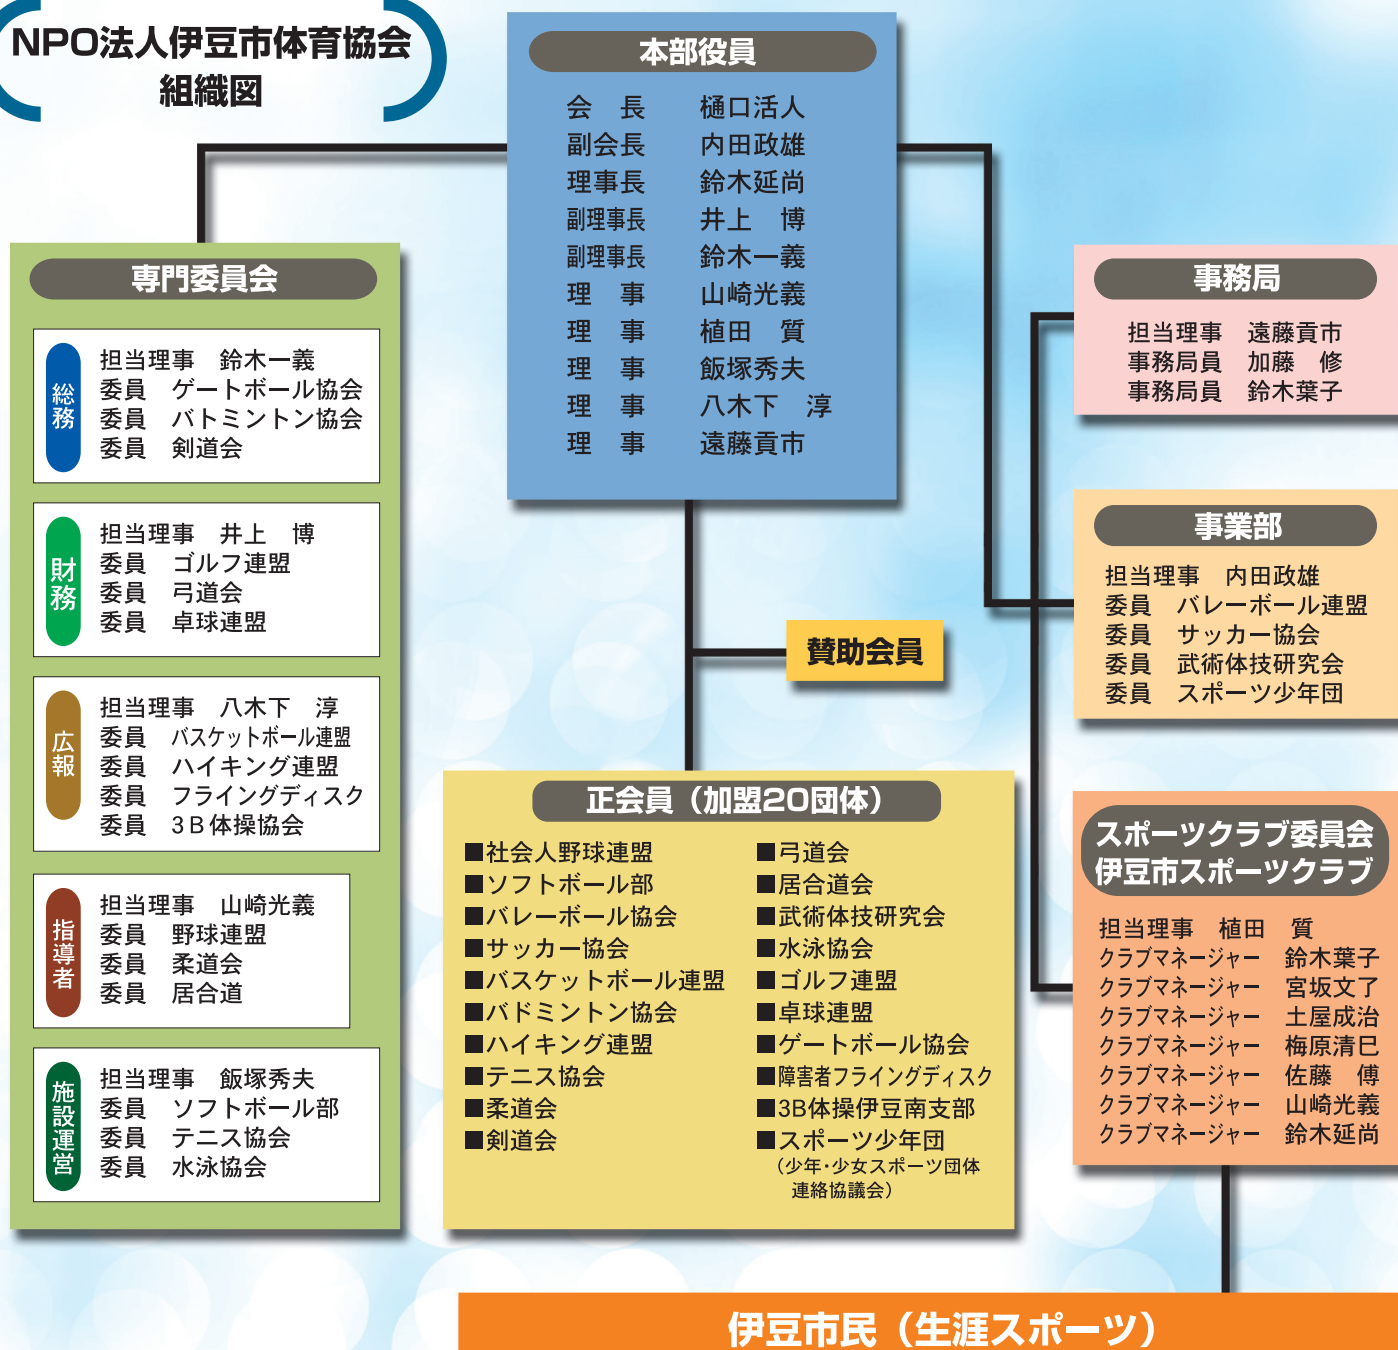 NPO法人伊豆市体育協会
組織図
本部役員
会　長　樋口活人
副会長　内田政雄
理事長　鈴木延尚
副理事長　井上　博
副理事長　鈴木一義
理　事　山崎光義
理　事　植田　質
理　事　飯塚秀夫
理　事　八木下　淳
理　事　遠藤貢市
専門委員会
総務
担当理事　鈴木一義
委員　ゲートボール協会
委員　バトミントン協会
委員　剣道会
財務
担当理事　井上　博
委員　ゴルフ連盟
委員　弓道会
委員　卓球連盟
広報
担当理事　八木下　淳
委員　バスケットボール連盟
委員　ハイキング連盟
委員　フライングディスク
委員　3Ｂ体操協会
指導者
担当理事　山崎光義
委員　野球連盟
委員　柔道会
委員　居合道
施設運営
担当理事　飯塚秀夫
委員　ソフトボール部
委員　テニス協会
委員　水泳協会
賛助会員
正会員（加盟20団体）
■社会人野球連盟
■ソフトボール部
■バレーボール協会
■サッカー協会
■バスケットボール連盟
■バドミントン協会
■ハイキング連盟
■テニス協会
■柔道会
■剣道会
■弓道会
■居合道会
■武術体技研究会
■水泳協会
■ゴルフ連盟
■卓球連盟
■ゲートボール協会
■障害者フライングディスク
■3B体操伊豆南支部
■スポーツ少年団
（少年・少女スポーツ団体
連絡協議会）
事務局
担当理事　遠藤貢市
事務局員　加藤　修
事務局員　鈴木葉子
事業部
担当理事　内田政雄
委員　バレーボール連盟
委員　サッカー協会
委員　武術体技研究会
委員　スポーツ少年団
スポーツクラブ委員会
伊豆市スポーツクラブ
担当理事　植田　質
クラブマネージャー　鈴木葉子
クラブマネージャー　宮坂文了
クラブマネージャー　土屋成治
クラブマネージャー　梅原清巳
クラブマネージャー　佐藤　傅
クラブマネージャー　山崎光義
クラブマネージャー　鈴木延尚
伊豆市民（生涯スポーツ）